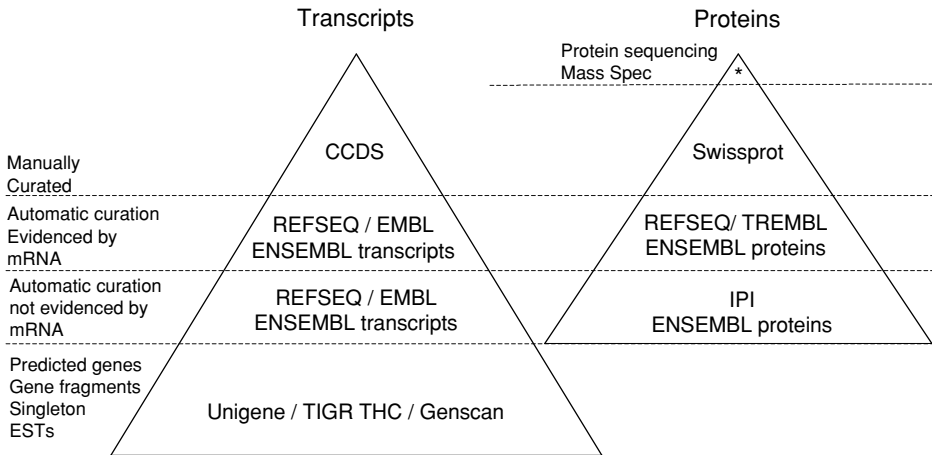 Transcripts
Proteins
Protein sequencing
Mass Spec
*
CCDS
Swissprot
Manually
Curated
Automatic curation
Evidenced by
mRNA
REFSEQ / EMBL
ENSEMBL transcripts
REFSEQ/ TREMBL
ENSEMBL proteins
Automatic curation
not evidenced by
mRNA
REFSEQ / EMBL
ENSEMBL transcripts
IPI
ENSEMBL proteins
Predicted genes
Gene fragments
Singleton
ESTs
Unigene / TIGR THC / Genscan